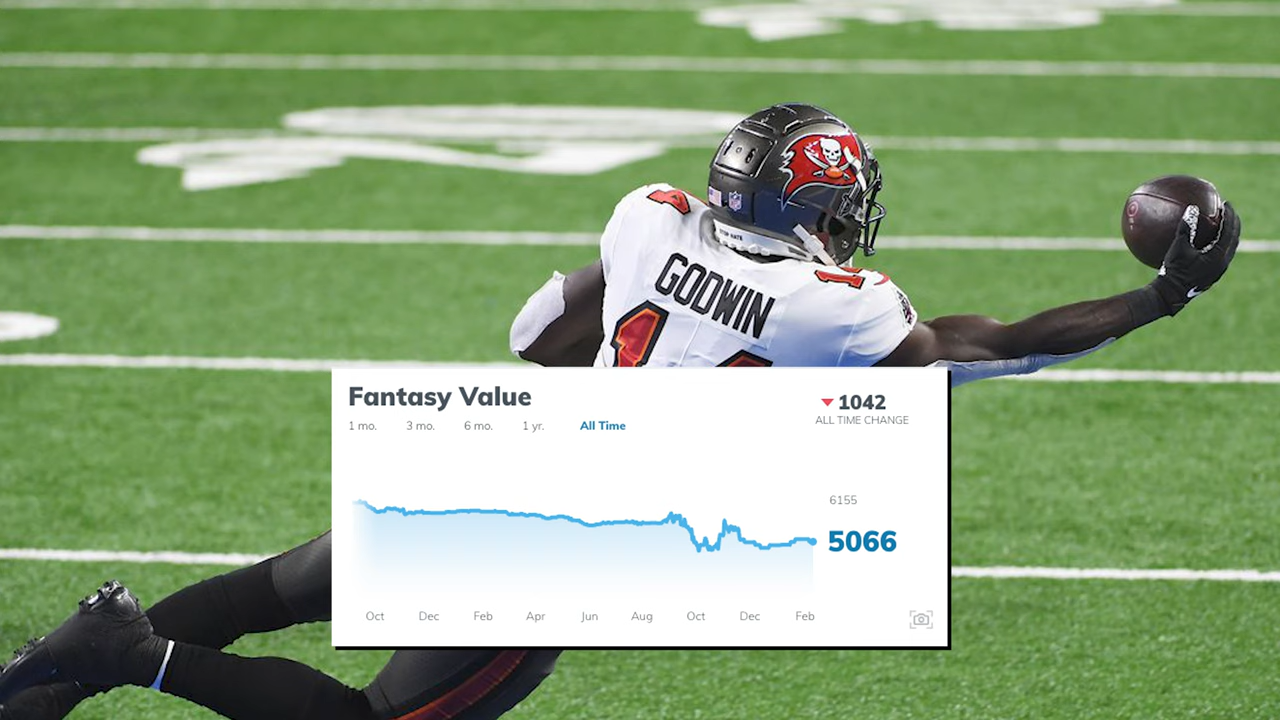 GODWIN
Fantasy Value
1042
ALL TIME CHANGE
1 mo. 3 mo. 6 mo. 1 yr. All Time
6155
5066
Oct Dec Feb Apr Jun Aug Oct Dec Feb